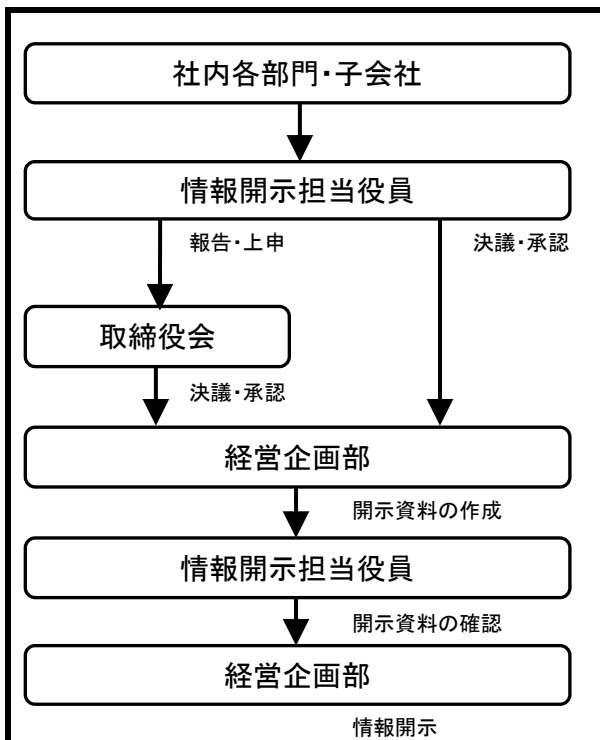 社内各部門・子会社
情報開示担当役員
報告・上申
決議・承認
取締役会
決議・承認
経営企画部
開示資料の作成
情報開示担当役員
開示資料の確認
経営企画部
情報開示